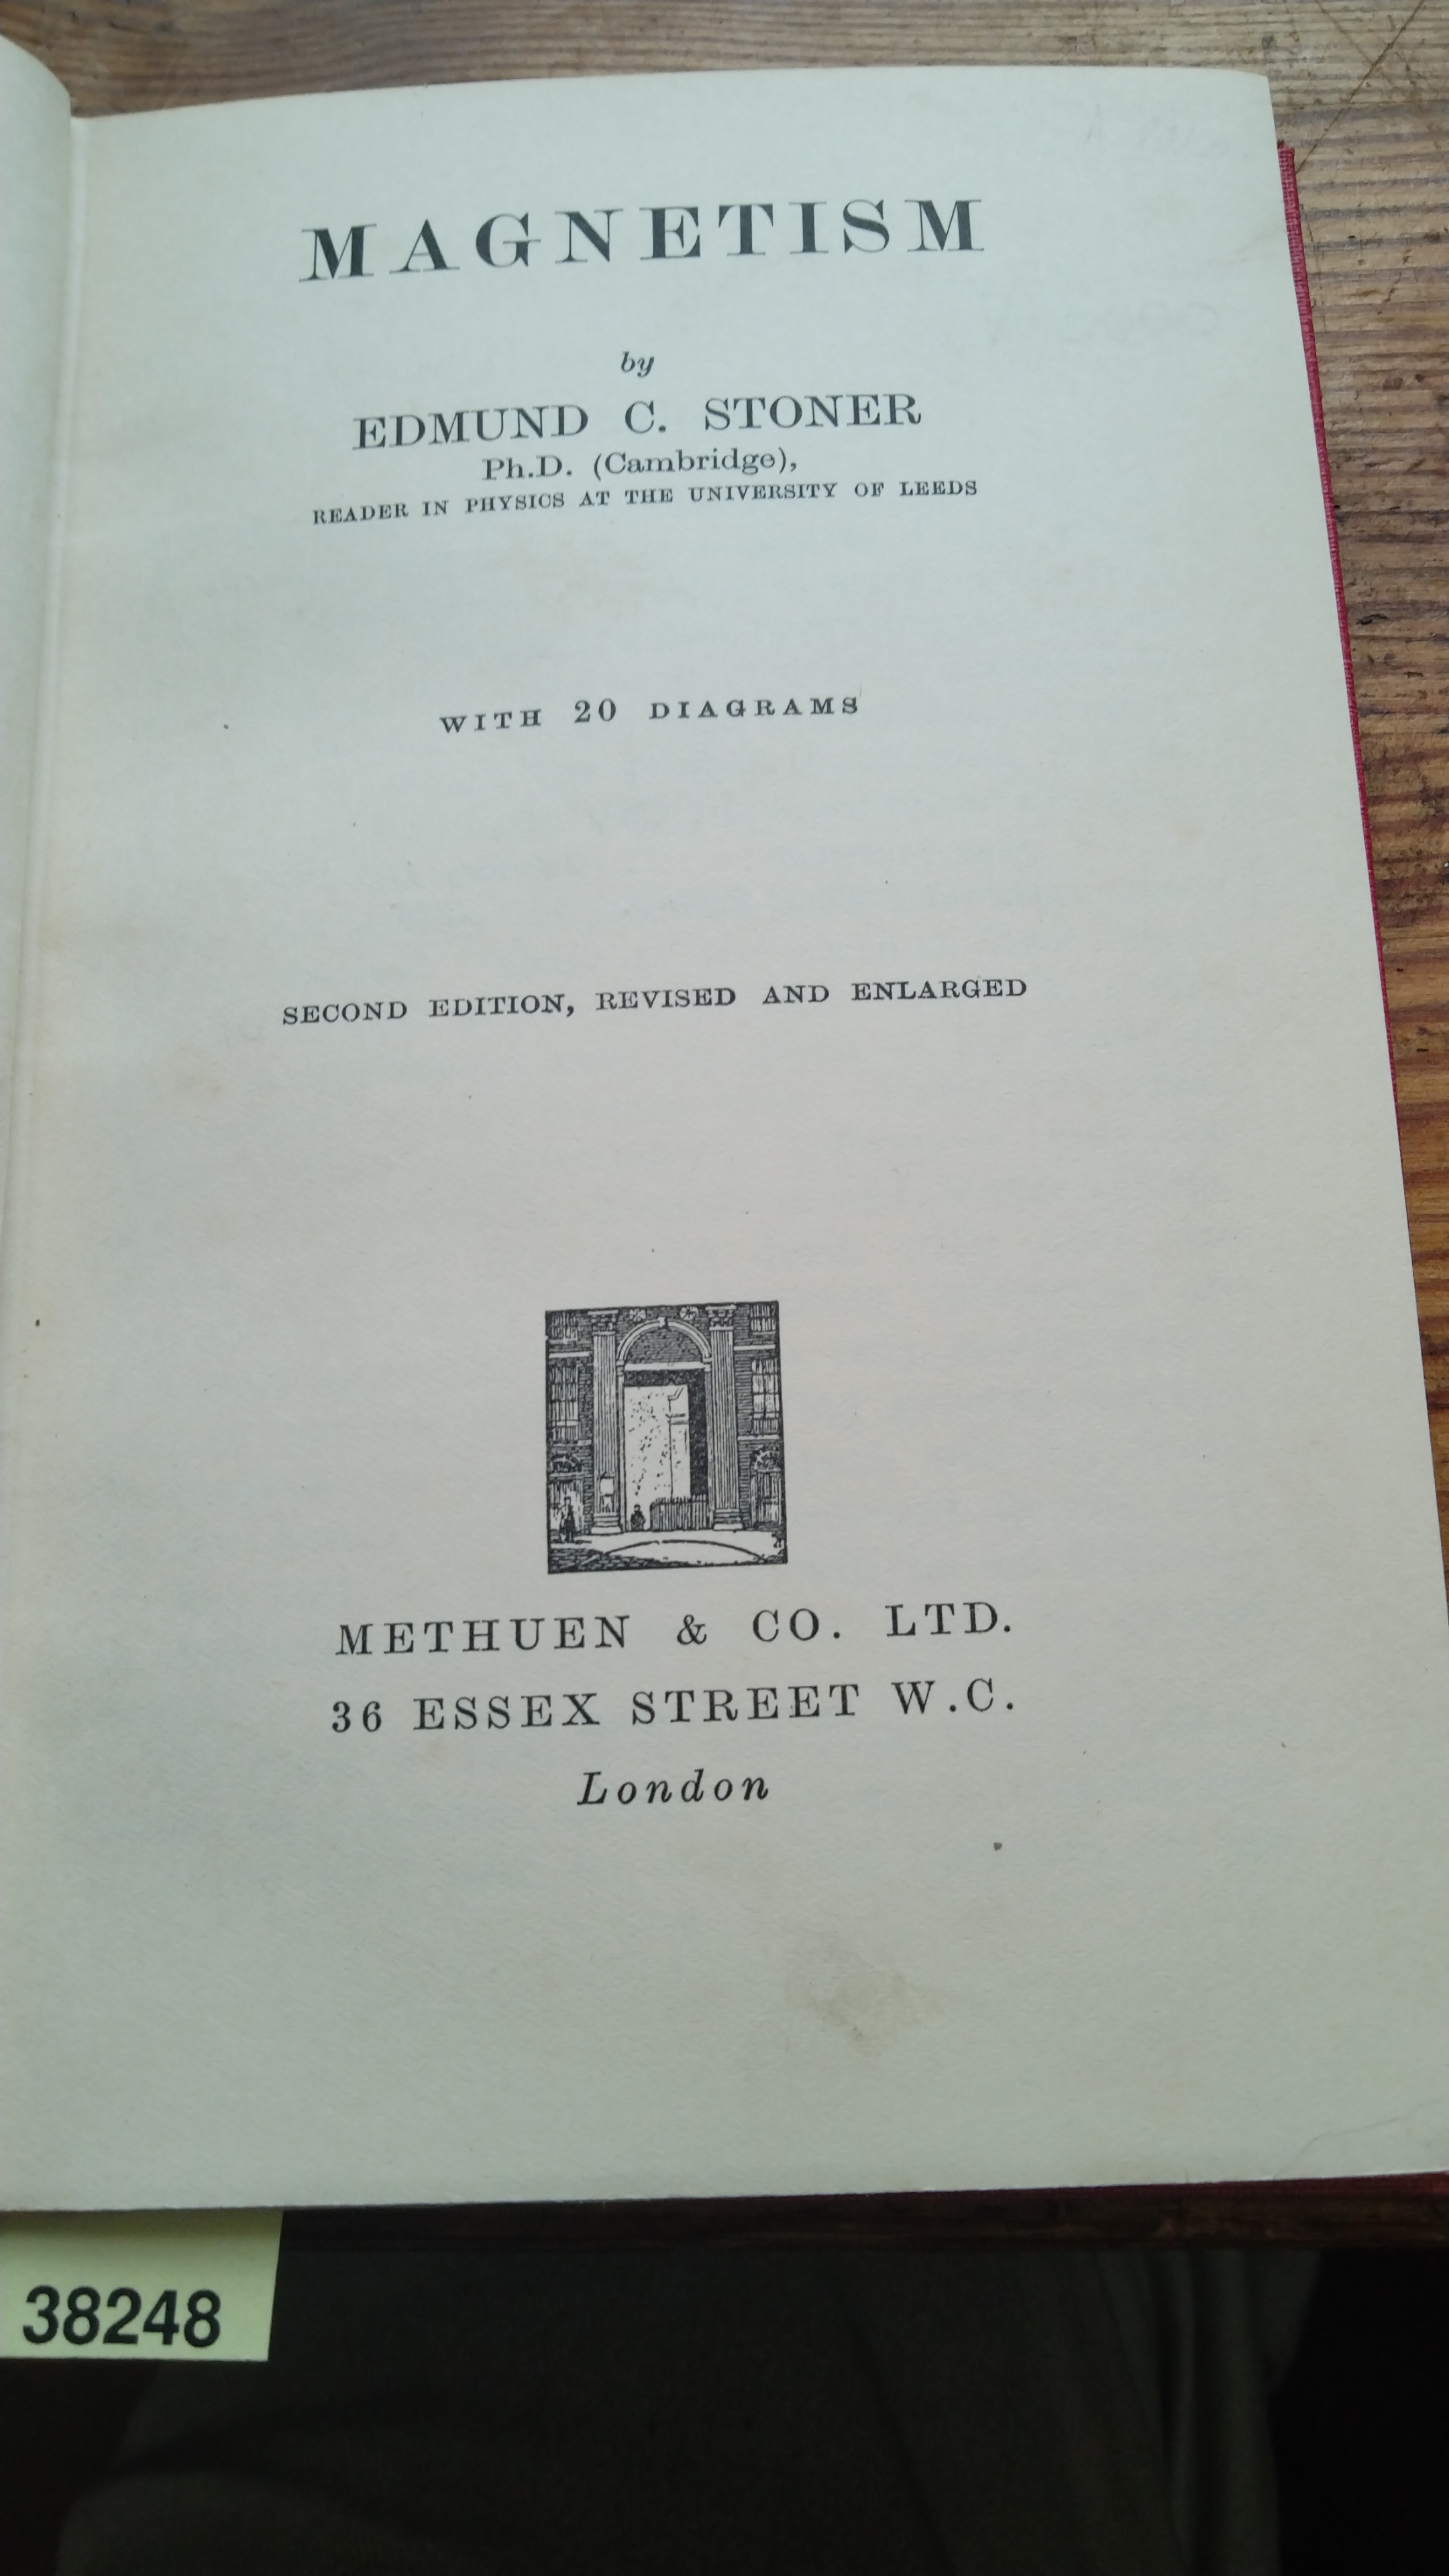 MAGNETISM
by
EDMUND C. STONER
Ph.D. (Cambridge),
READER IN PHYSICS AT THE UNIVERSITY OF LEEDS
WITH 20 DIAGRAMS
SECOND EDITION, REVISED AND ENLARGED
METHUEN & CO. LTD.
36 ESSEX STREET W.C.
London
38248